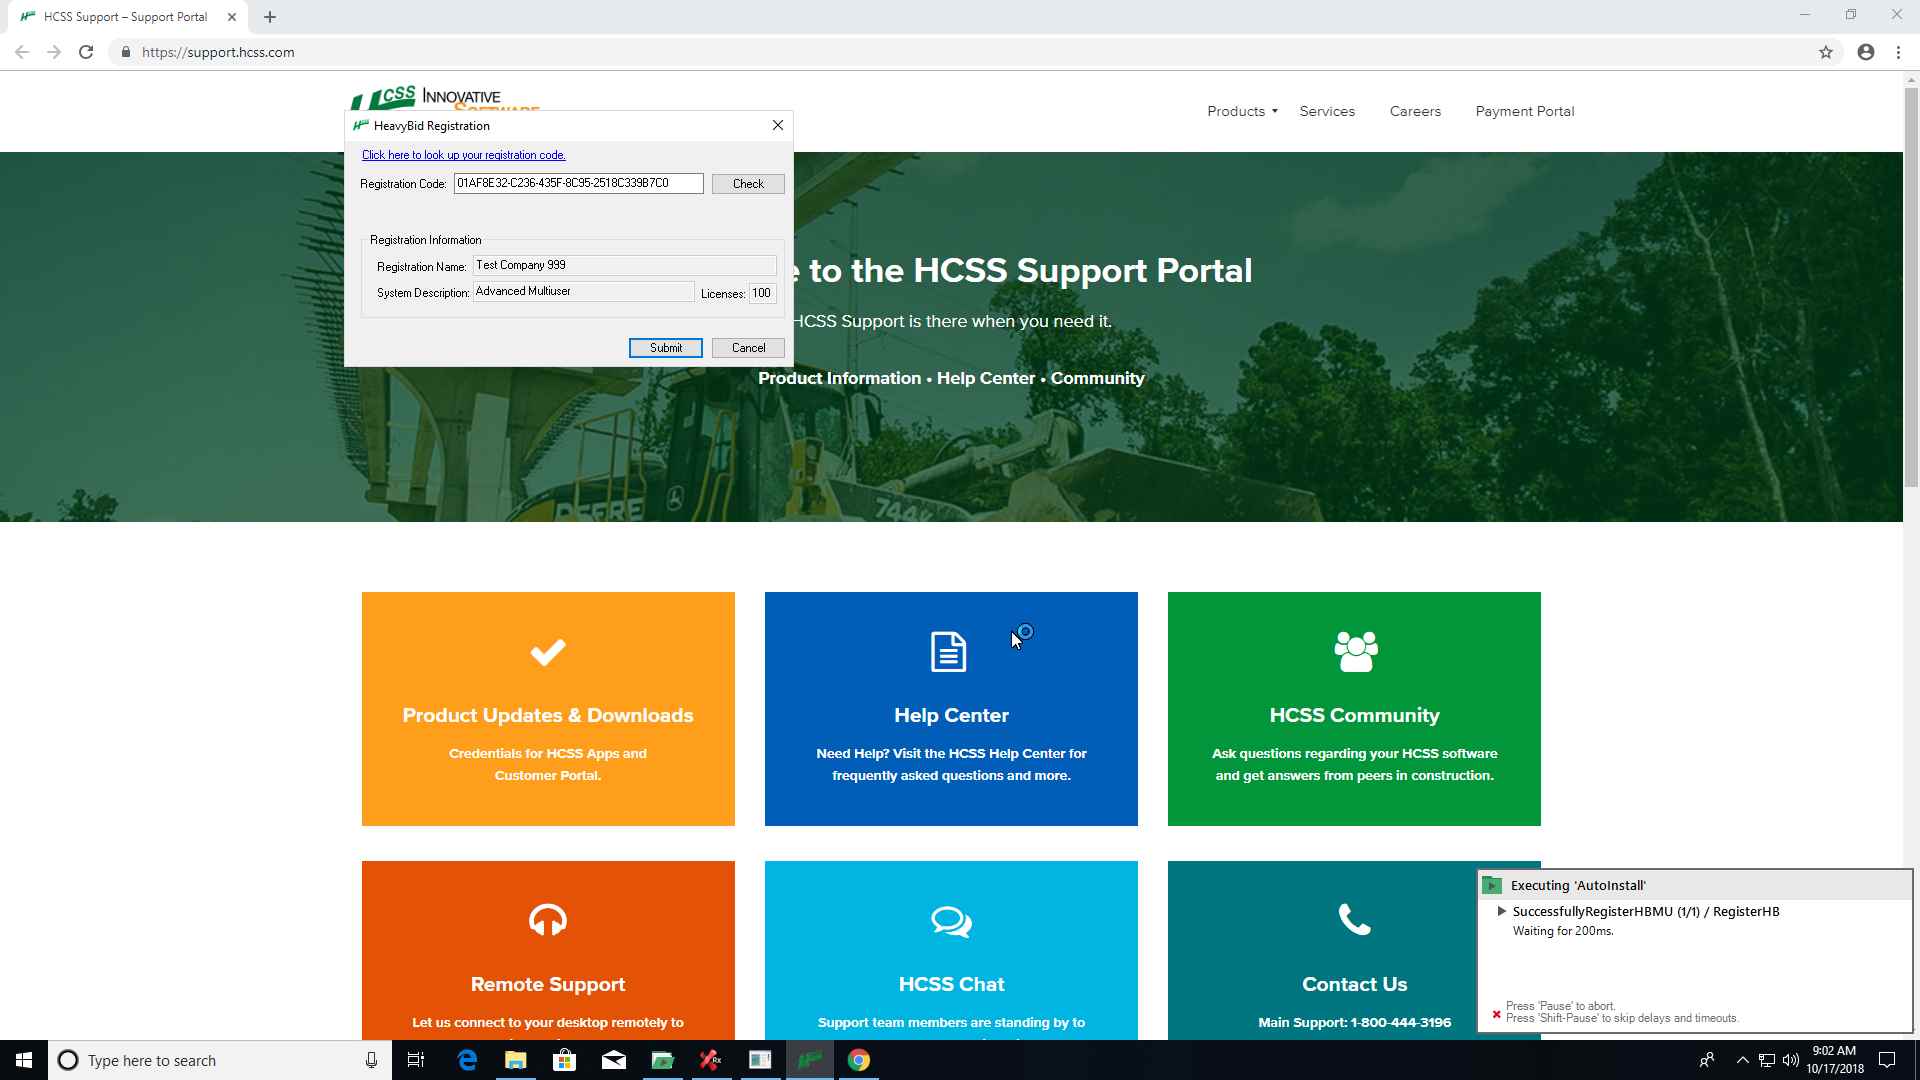 HCSS Support – Support Portal
https://support.hcss.com
HCSS INNOVATIVE
SOFTWARE
Products
Services
Careers
Payment Portal
HeavyBid Registration
Click here to look up your registration code.
Registration Code: 01AF8E32-C236-435F-8C95-2518C339B7C0 Check
Registration Information
Registration Name: Test Company 999
System Description: Advanced Multiuser Licenses: 100
Submit Cancel
e to the HCSS Support Portal
HCSS Support is there when you need it.
Product Information • Help Center • Community
DEERE
744K
Product Updates & Downloads
Credentials for HCSS Apps and
Customer Portal.
Help Center
Need Help? Visit the HCSS Help Center for
frequently asked questions and more.
HCSS Community
Ask questions regarding your HCSS software
and get answers from peers in construction.
Remote Support
Let us connect to your desktop remotely to
HCSS Chat
Support team members are standing by to
Contact Us
Main Support: 1-800-444-3196
Executing 'AutoInstall'
SuccessfullyRegisterHBMU (1/1) / RegisterHB
Waiting for 200ms.
Press 'Pause' to abort.
Press 'Shift-Pause' to skip delays and timeouts.
Type here to search
9:02 AM
10/17/2018